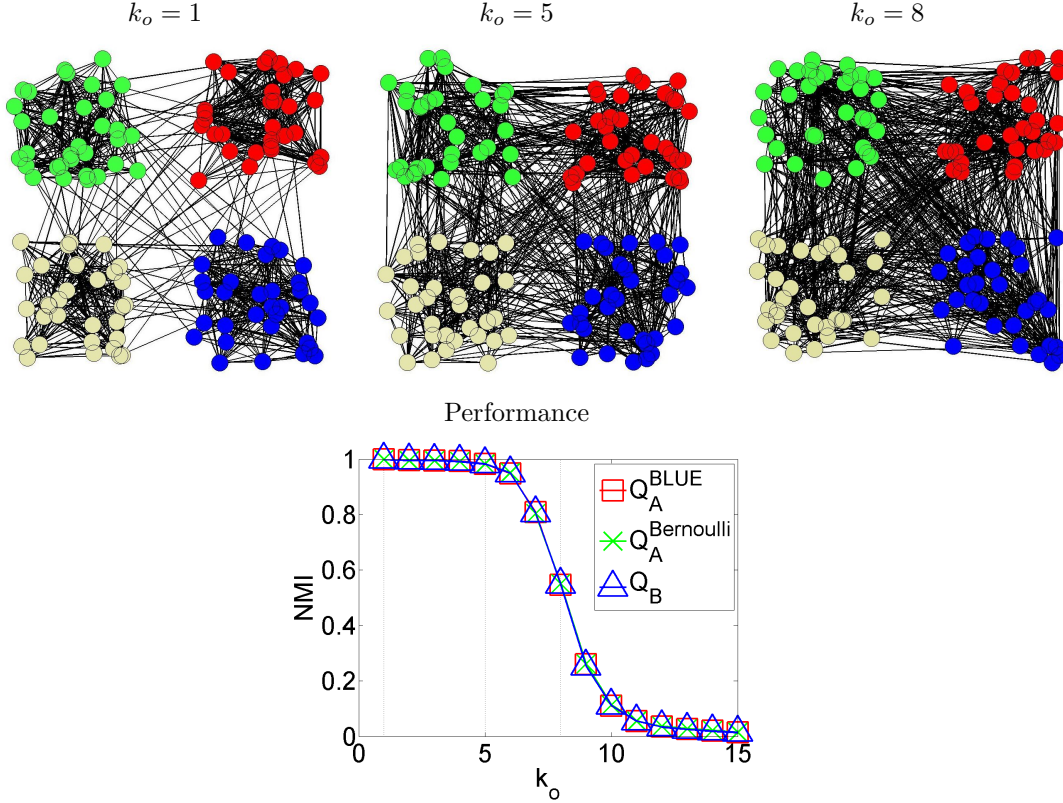 k_o = 1
k_o = 5
k_o = 8
Performance
1
0.8
0.6
0.4
0.2
0
NMI
Q_A^BLUE
Q_A^Bernoulli
Q_B
0 5 10 15
k_o